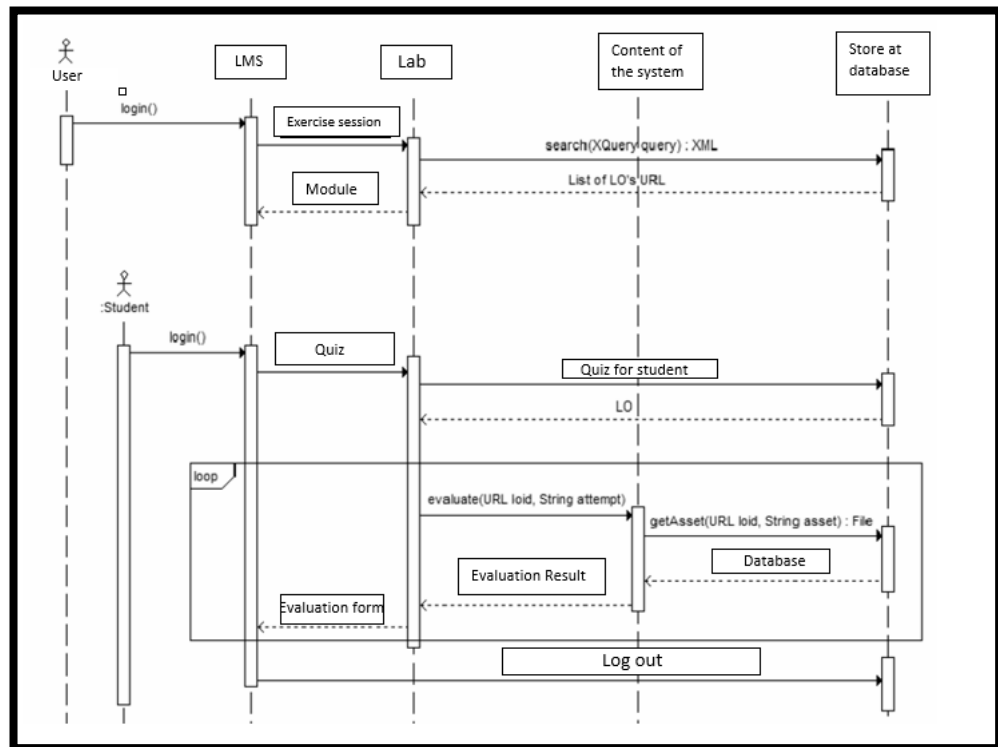 User
LMS
Lab
Content of
the system
Store at
database
login()
Exercise session
search(XQuery query) : XML
List of LO's URL
Module
:Student
login()
Quiz
Quiz for student
LO
loop
evaluate(URL loid, String attempt)
getAsset(URL loid, String asset) : File
Database
Evaluation Result
Evaluation form
Log out